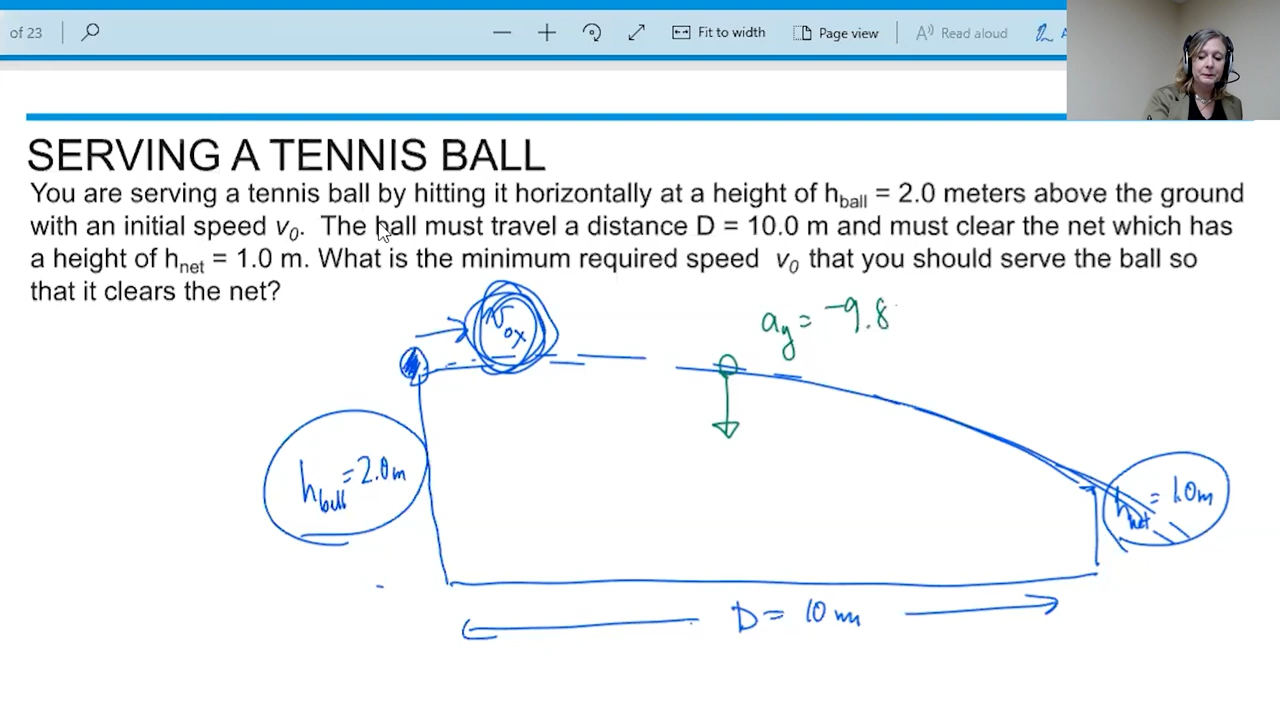 of 23
Fit to width
Page view
Read aloud
SERVING A TENNIS BALL
You are serving a tennis ball by hitting it horizontally at a height of hball = 2.0 meters above the ground
with an initial speed v0. The ball must travel a distance D = 10.0 m and must clear the net which has
a height of hnet = 1.0 m. What is the minimum required speed v0 that you should serve the ball so
that it clears the net?
vox
ay = -9.8
hball = 2.0m
hnet = 1.0m
D = 10m